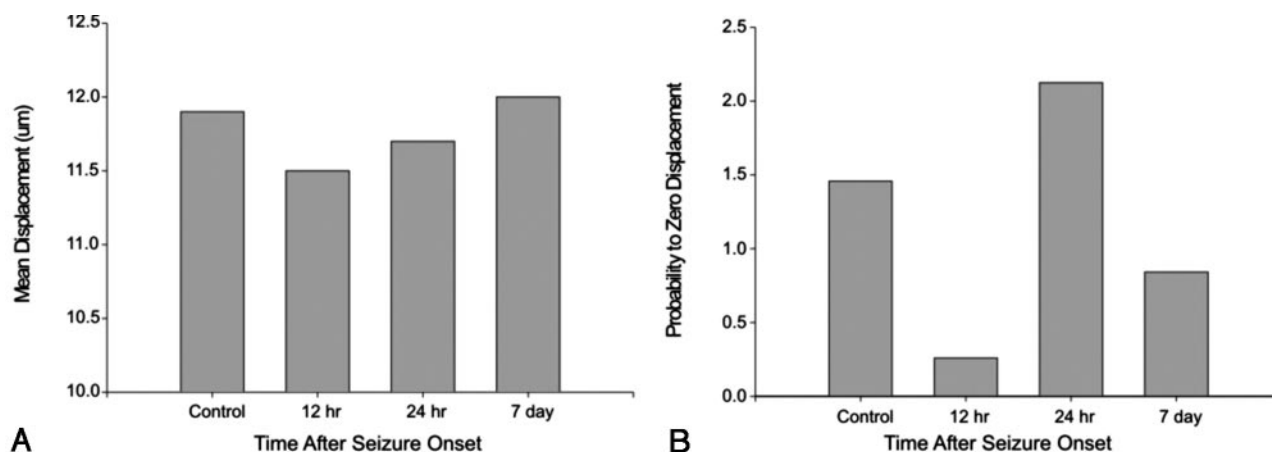 12.5
12.0
11.5
11.0
10.5
10.0
Mean Displacement (um)
Control 12 hr 24 hr 7 day
Time After Seizure Onset
A
2.5
2.0
1.5
1.0
0.5
0.0
Probability to Zero Displacement
Control 12 hr 24 hr 7 day
Time After Seizure Onset
B